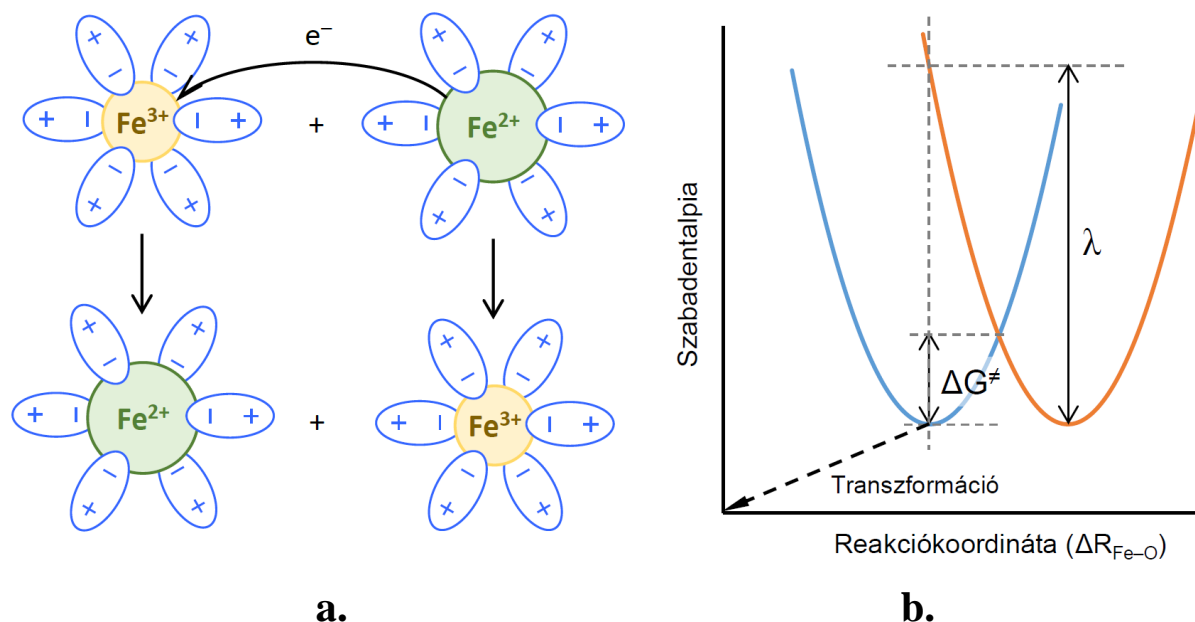 e⁻
Fe³⁺
+
Fe²⁺
Fe²⁺
+
Fe³⁺
a.
Szabadentalpia
λ
ΔG≠
Transzformáció
Reakciókoordináta (ΔR_Fe–O)
b.